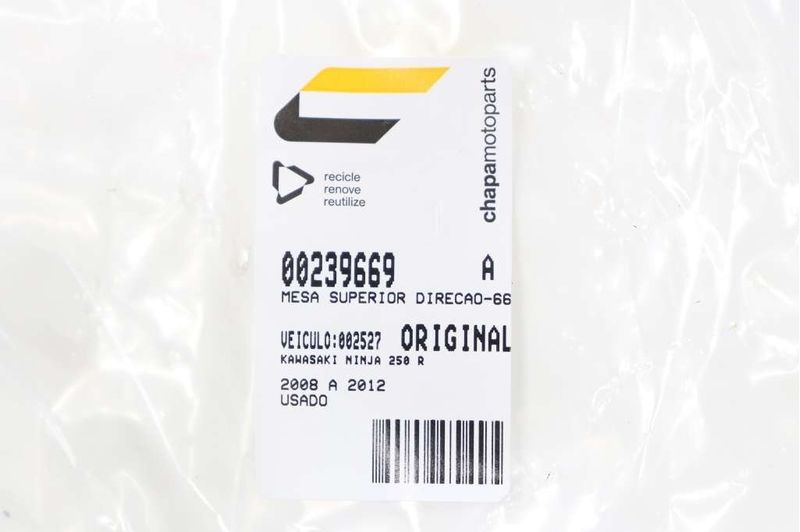 chapamotoparts
recicle
renove
reutilize
00239669 A
MESA SUPERIOR DIRECAO-66
VEICULO:002527 ORIGINAL
KAWASAKI NINJA 250 R
2008 A 2012
USADO